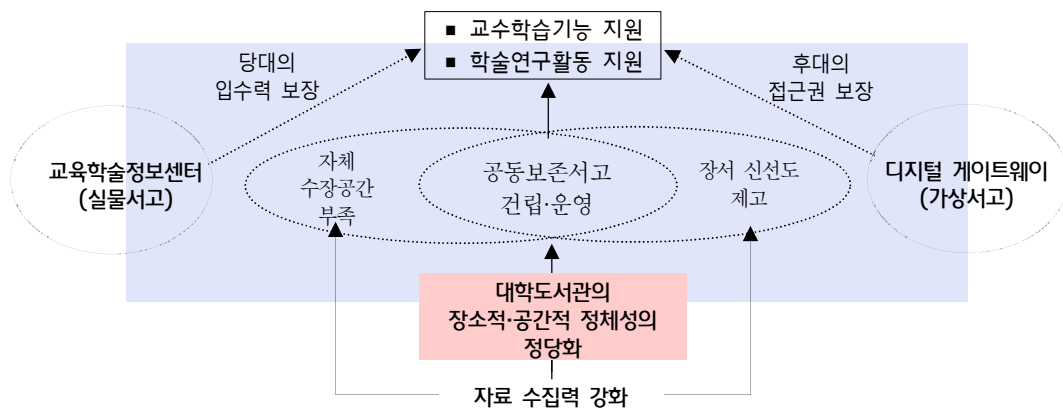 ▪ 교수학습기능 지원
▪ 학술연구활동 지원
당대의
입수력 보장
후대의
접근권 보장
교육학술정보센터
(실물서고)
자체
수장공간
부족
공동보존서고
건립·운영
장서 신선도
제고
디지털 게이트웨이
(가상서고)
대학도서관의
장소적·공간적 정체성의
정당화
자료 수집력 강화